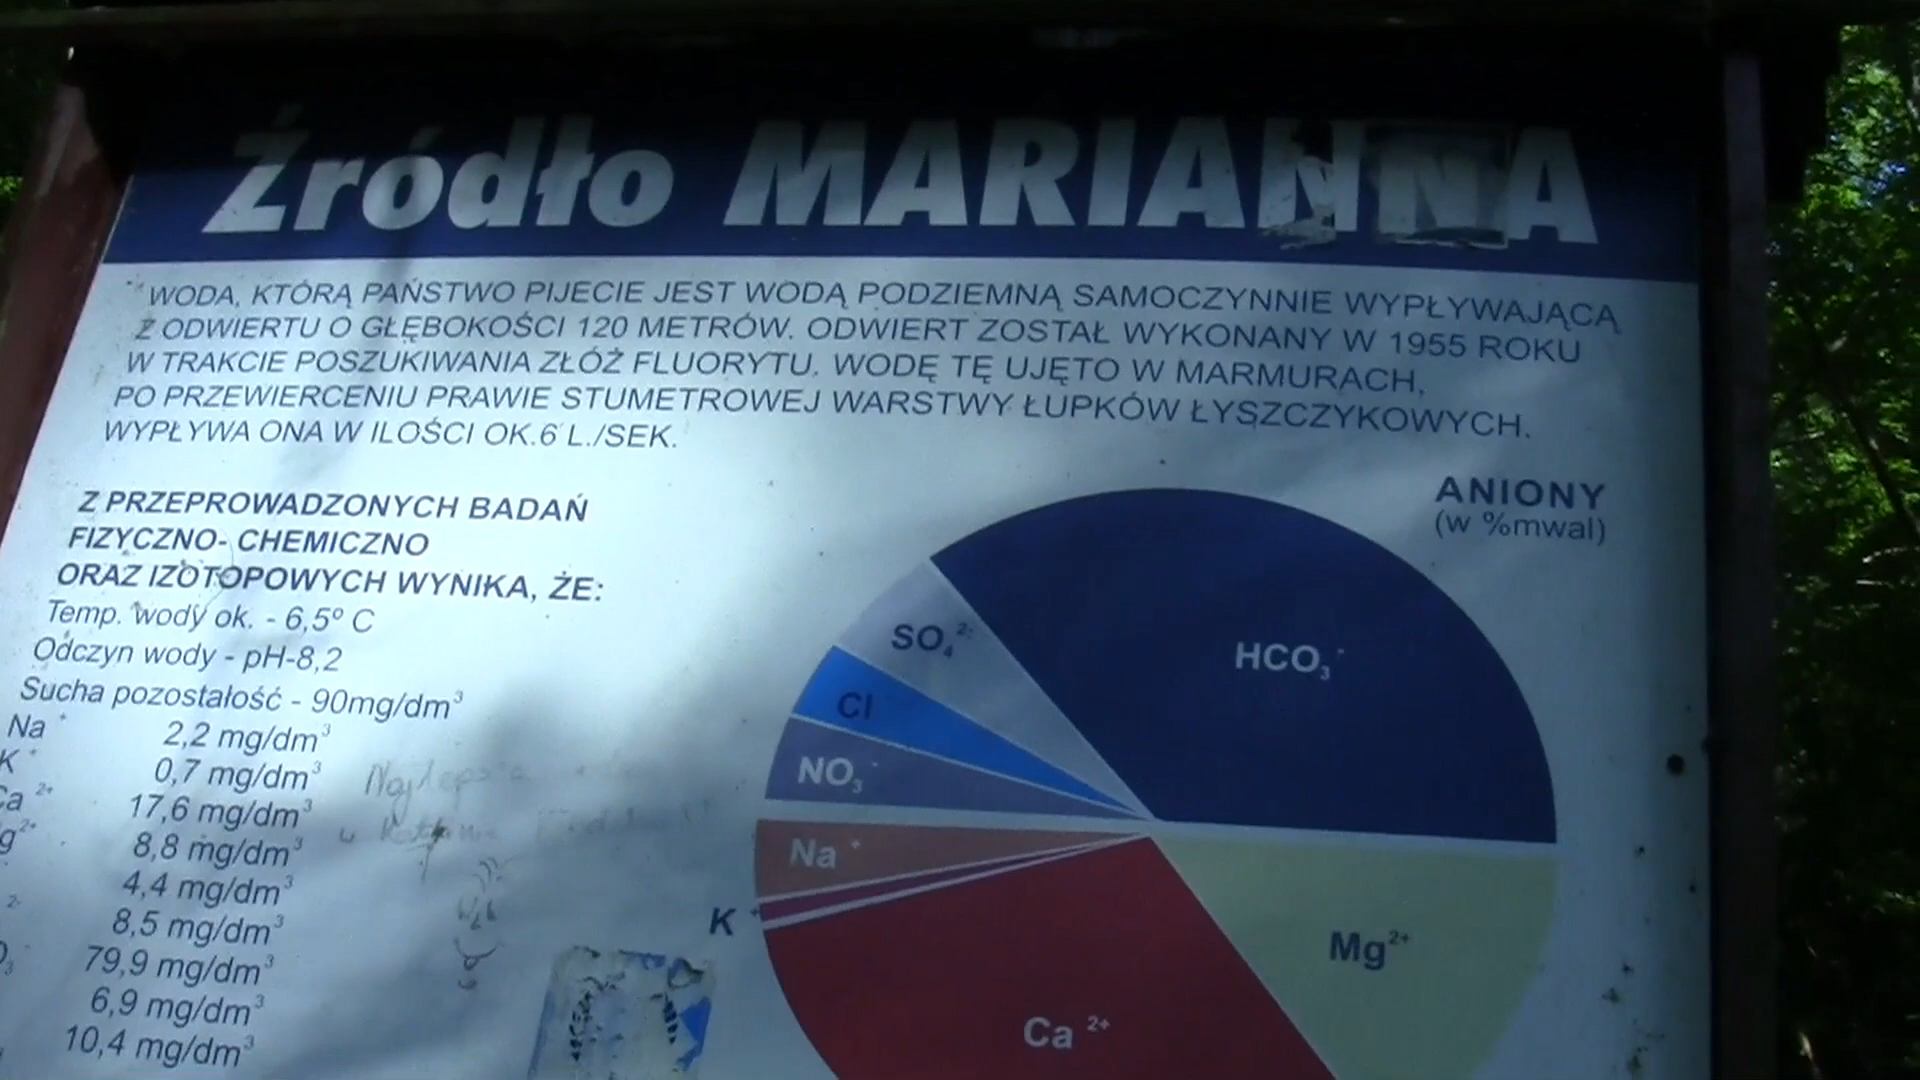 Źródło MARIANNA
WODA, KTÓRĄ PAŃSTWO PIJECIE JEST WODĄ PODZIEMNĄ SAMOCZYNNIE WYPŁYWAJĄCĄ
Z ODWIERTU O GŁĘBOKOŚCI 120 METRÓW. ODWIERT ZOSTAŁ WYKONANY W 1955 ROKU
W TRAKCIE POSZUKIWANIA ZŁÓŻ FLUORYTU. WODĘ TĘ UJĘTO W MARMURACH,
PO PRZEWIERCENIU PRAWIE STUMETROWEJ WARSTWY ŁUPKÓW ŁYSZCZYKOWYCH.
WYPŁYWA ONA W ILOŚCI OK.6 L./SEK.
Z PRZEPROWADZONYCH BADAŃ
FIZYCZNO- CHEMICZNO
ORAZ IZOTOPOWYCH WYNIKA, ŻE:
Temp. wody ok. - 6,5º C
Odczyn wody - pH-8,2
Sucha pozostałość - 90mg/dm³
Na⁺ 2,2 mg/dm³
K⁺ 0,7 mg/dm³
Ca²⁺ 17,6 mg/dm³
g²⁺ 8,8 mg/dm³
4,4 mg/dm³
²⁻ 8,5 mg/dm³
79,9 mg/dm³
6,9 mg/dm³
10,4 mg/dm³
Najlepsza
ANIONY
(w %mwal)
HCO₃⁻
SO₄²⁻
Cl
NO₃⁻
Na⁺
K⁺
Ca²⁺
Mg²⁺